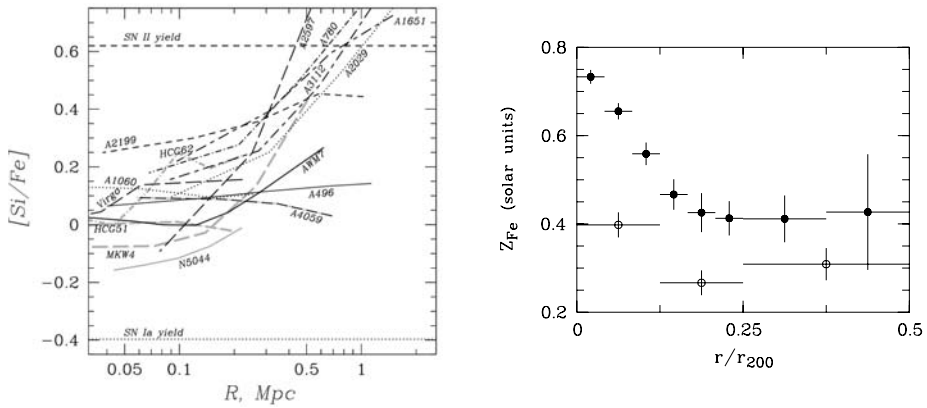 A1651
A2597
A780
SN II yield
A3112
A2029
A2199
HCG62
AWM7
A1060
Virgo
A496
A4059
HCG51
MKW4
N5044
SN Ia yield
0.6
0.4
0.2
0
−0.2
−0.4
[Si/Fe]
0.05 0.1 0.5 1
R, Mpc
0.8
0.6
0.4
0.2
Z_Fe (solar units)
0 0.25 0.5
r/r_200